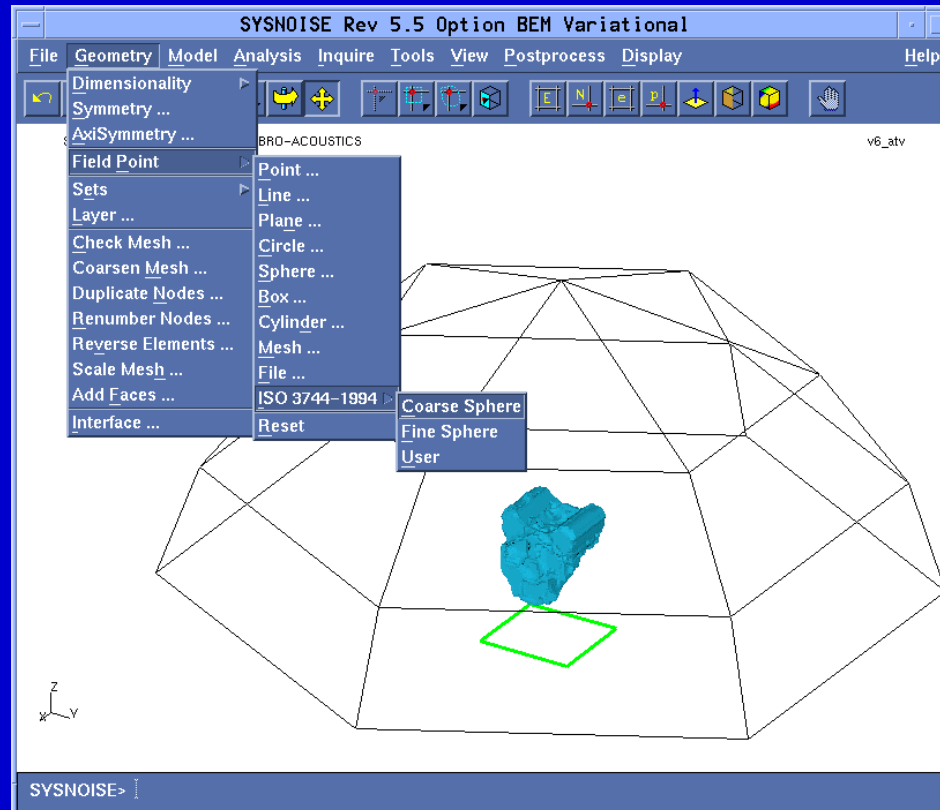 SYSNOISE Rev 5.5 Option BEM Variational
File Geometry Model Analysis Inquire Tools View Postprocess Display Help
E N e P
BRO-ACOUSTICS
v6_atv
Dimensionality
Symmetry ...
AxiSymmetry ...
Field Point
Sets
Layer ...
Check Mesh ...
Coarsen Mesh ...
Duplicate Nodes ...
Renumber Nodes ...
Reverse Elements ...
Scale Mesh ...
Add Faces ...
Interface ...
Point ...
Line ...
Plane ...
Circle ...
Sphere ...
Box ...
Cylinder ...
Mesh ...
File ...
ISO 3744-1994
Reset
Coarse Sphere
Fine Sphere
User
Z
X Y
SYSNOISE>